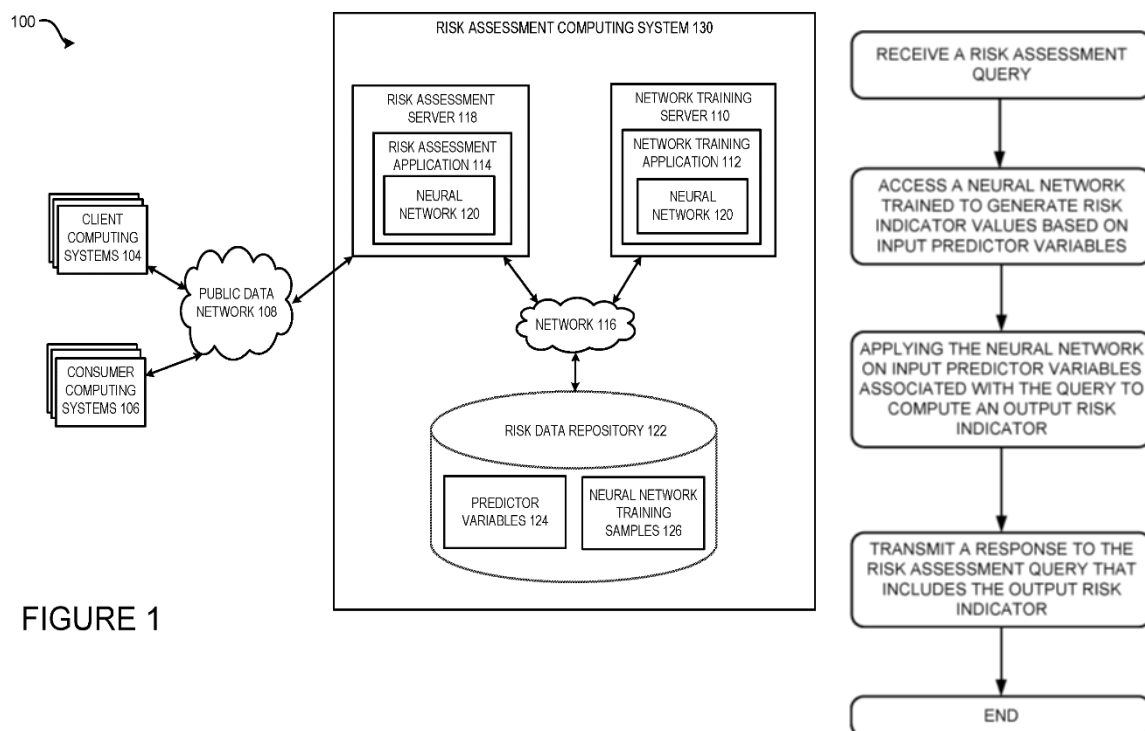 100
RISK ASSESSMENT COMPUTING SYSTEM 130
RISK ASSESSMENT
SERVER 118
RISK ASSESSMENT
APPLICATION 114
NEURAL
NETWORK 120
NETWORK TRAINING
SERVER 110
NETWORK TRAINING
APPLICATION 112
NEURAL
NETWORK 120
CLIENT
COMPUTING
SYSTEMS 104
PUBLIC DATA
NETWORK 108
CONSUMER
COMPUTING
SYSTEMS 106
NETWORK 116
RISK DATA REPOSITORY 122
PREDICTOR
VARIABLES 124
NEURAL NETWORK
TRAINING
SAMPLES 126
FIGURE 1
RECEIVE A RISK ASSESSMENT
QUERY
ACCESS A NEURAL NETWORK
TRAINED TO GENERATE RISK
INDICATOR VALUES BASED ON
INPUT PREDICTOR VARIABLES
APPLYING THE NEURAL NETWORK
ON INPUT PREDICTOR VARIABLES
ASSOCIATED WITH THE QUERY TO
COMPUTE AN OUTPUT RISK
INDICATOR
TRANSMIT A RESPONSE TO THE
RISK ASSESSMENT QUERY THAT
INCLUDES THE OUTPUT RISK
INDICATOR
END